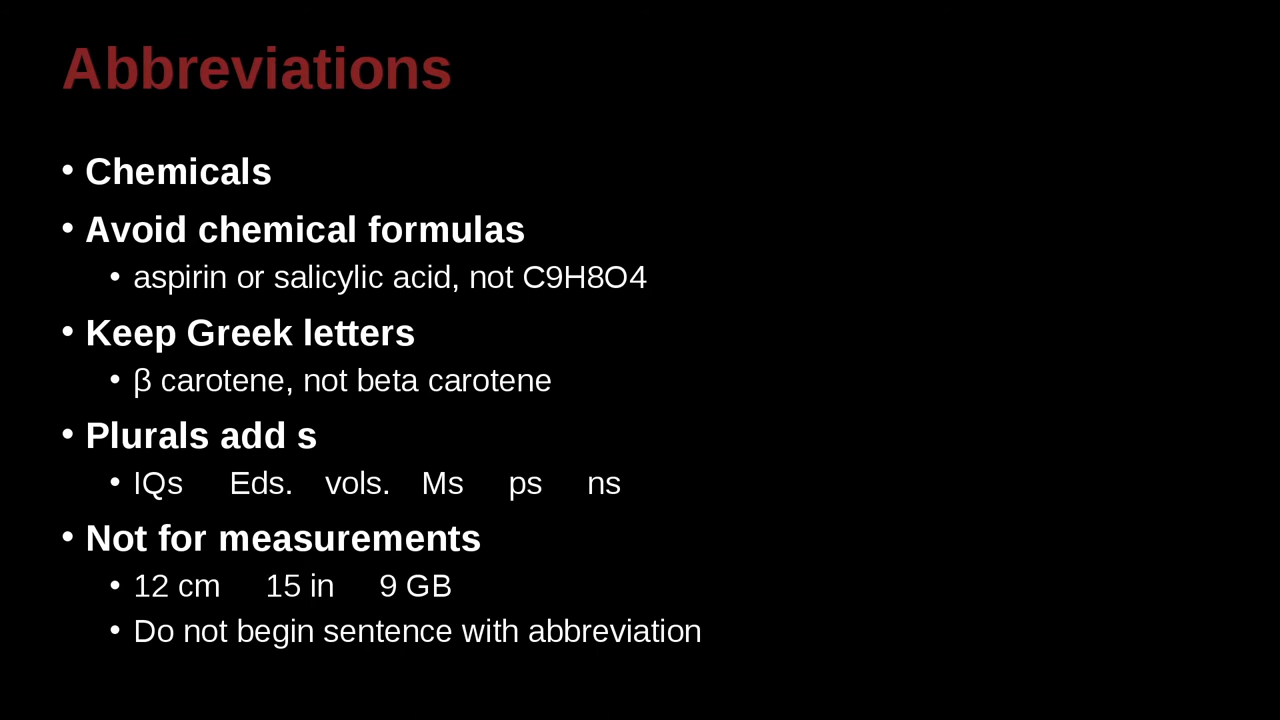 Abbreviations
• Chemicals
• Avoid chemical formulas
• aspirin or salicylic acid, not C9H8O4
• Keep Greek letters
• β carotene, not beta carotene
• Plurals add s
• IQs Eds. vols. Ms ps ns
• Not for measurements
• 12 cm 15 in 9 GB
• Do not begin sentence with abbreviation